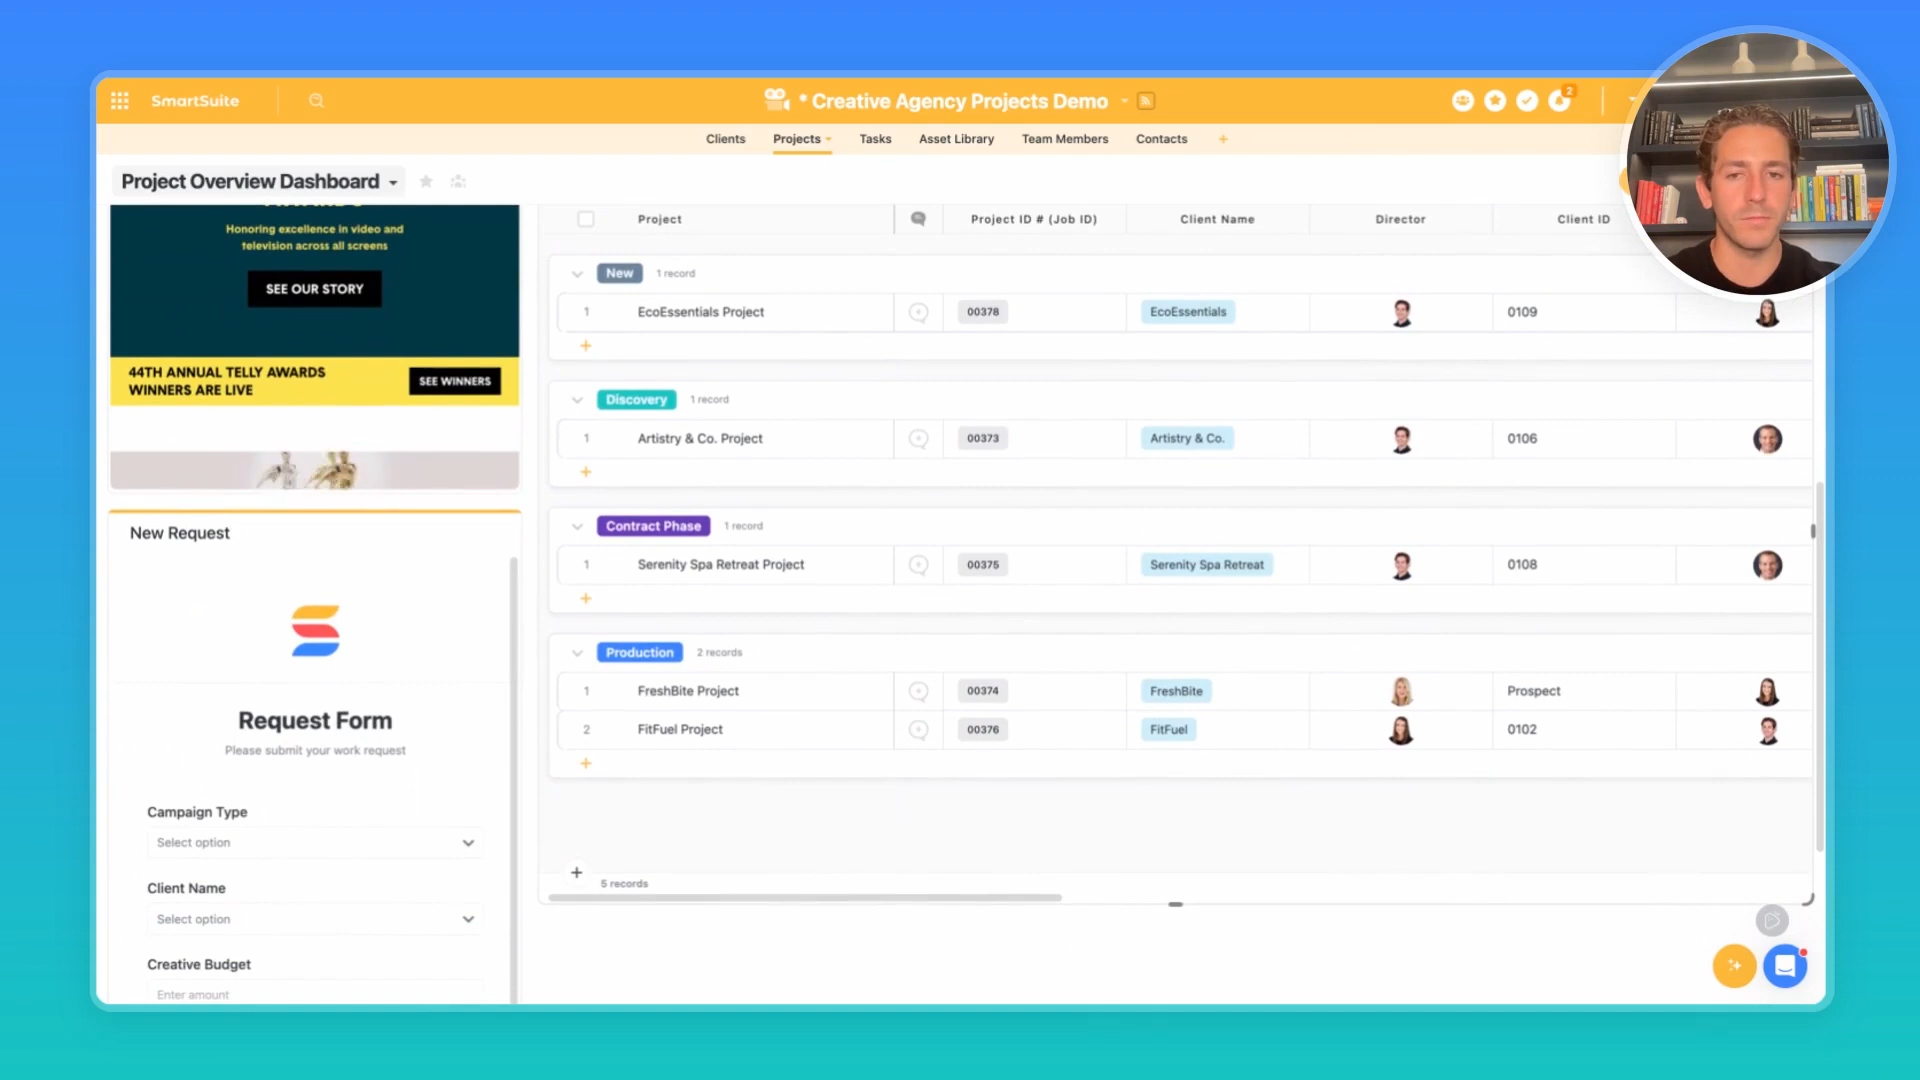 SmartSuite
* Creative Agency Projects Demo
2
Clients
Projects
Tasks
Asset Library
Team Members
Contacts
+
Project Overview Dashboard
Honoring excellence in video and
television across all screens
SEE OUR STORY
44TH ANNUAL TELLY AWARDS
WINNERS ARE LIVE
SEE WINNERS
New Request
Request Form
Please submit your work request
Campaign Type
Select option
Client Name
Select option
Creative Budget
Enter amount
Project
Project ID # (Job ID)
Client Name
Director
Client ID
New
1 record
1
EcoEssentials Project
00378
EcoEssentials
0109
+
Discovery
1 record
1
Artistry & Co. Project
00373
Artistry & Co.
0106
+
Contract Phase
1 record
1
Serenity Spa Retreat Project
00375
Serenity Spa Retreat
0108
+
Production
2 records
1
FreshBite Project
00374
FreshBite
Prospect
2
FitFuel Project
00376
FitFuel
0102
+
+
5 records